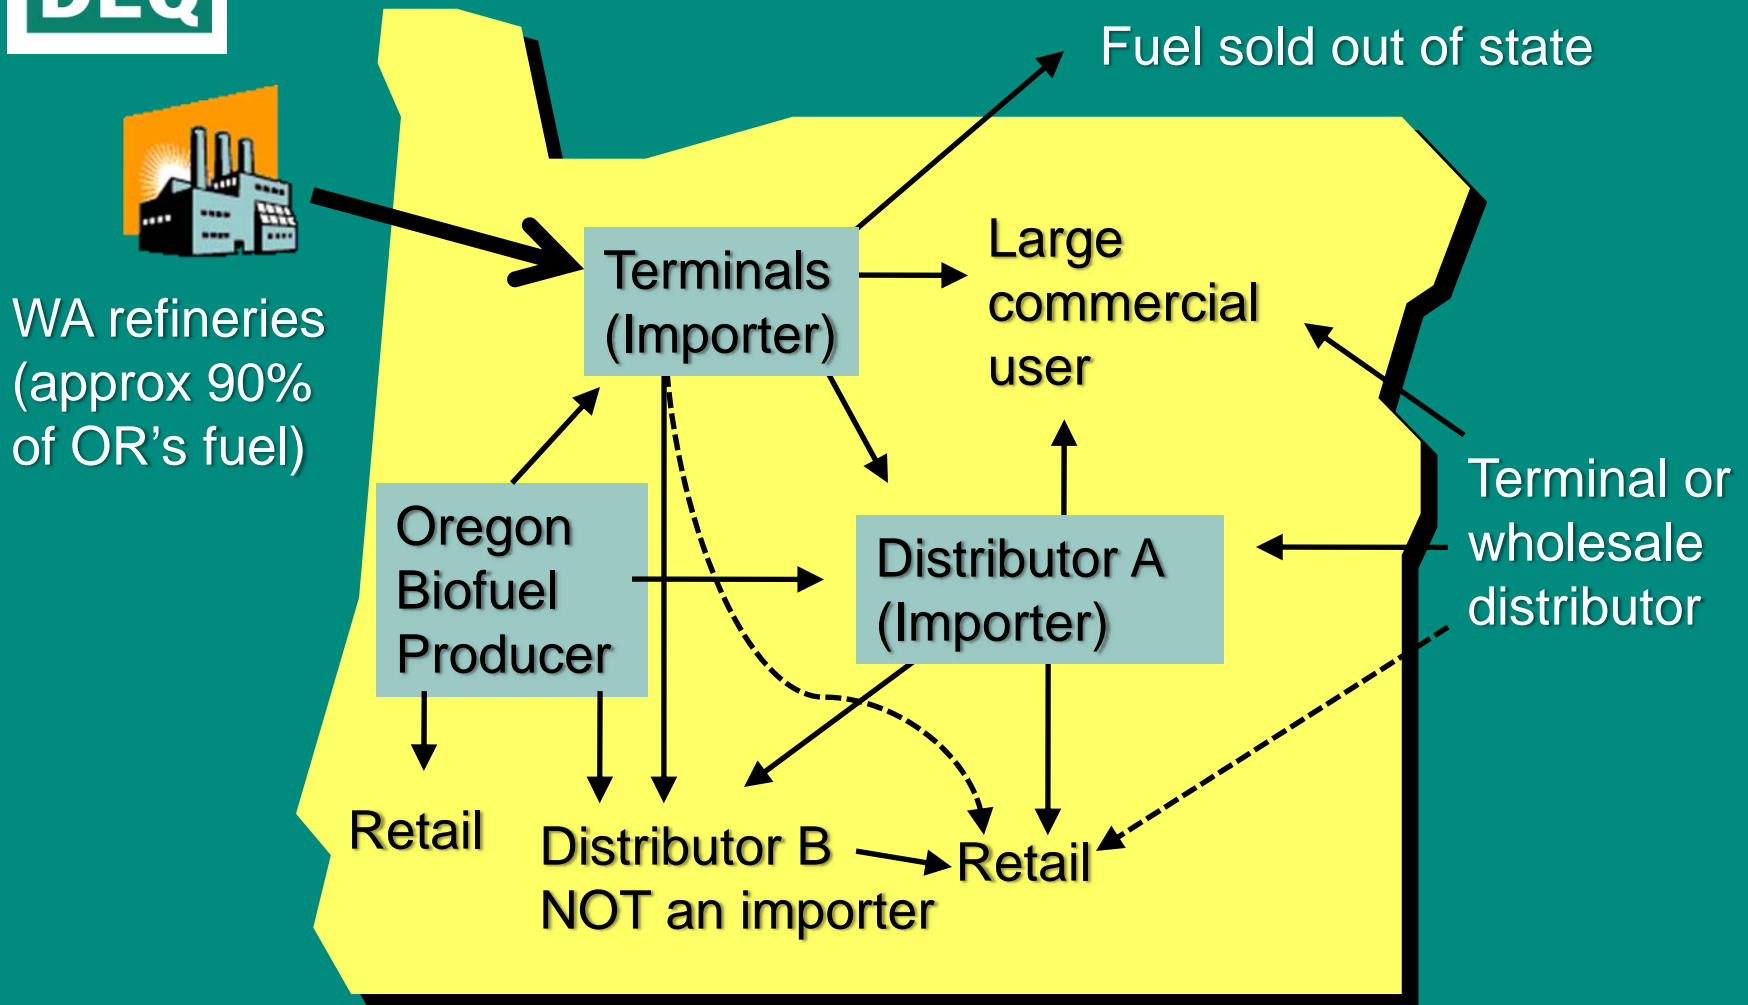 DEQ
Fuel sold out of state
WA refineries
(approx 90%
of OR's fuel)
Terminals
(Importer)
Large
commercial
user
Oregon
Biofuel
Producer
Distributor A
(Importer)
Terminal or
wholesale
distributor
Retail
Distributor B
NOT an importer
Retail